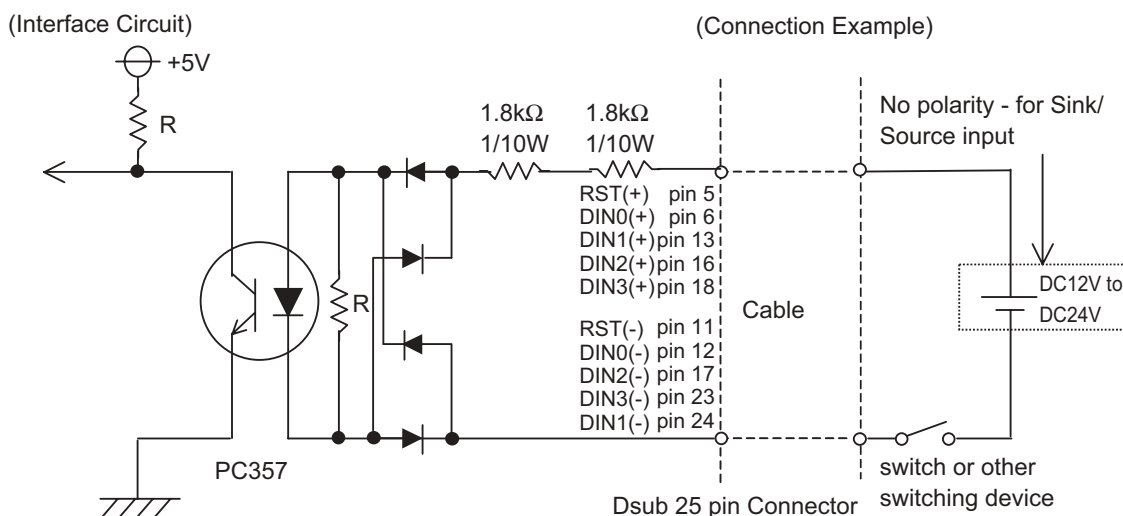 (Interface Circuit)
(Connection Example)
+5V
R
1.8kΩ
1/10W
1.8kΩ
1/10W
No polarity - for Sink/
Source input
RST(+) pin 5
DIN0(+) pin 6
DIN1(+) pin 13
DIN2(+) pin 16
DIN3(+) pin 18
R
Cable
DC12V to
DC24V
RST(-) pin 11
DIN0(-) pin 12
DIN2(-) pin 17
DIN3(-) pin 23
DIN1(-) pin 24
PC357
switch or other
switching device
Dsub 25 pin Connector